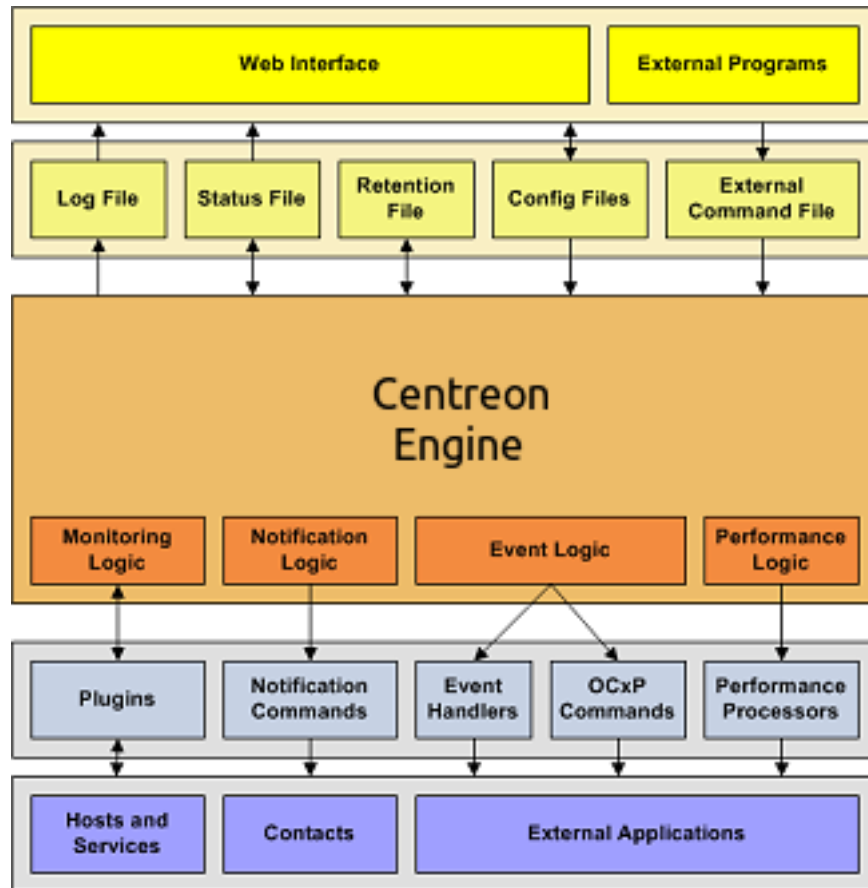 Web Interface
External Programs
Log File
Status File
Retention
File
Config Files
External
Command File
Centreon
Engine
Monitoring
Logic
Notification
Logic
Event Logic
Performance
Logic
Plugins
Notification
Commands
Event
Handlers
OCxP
Commands
Performance
Processors
Hosts and
Services
Contacts
External Applications